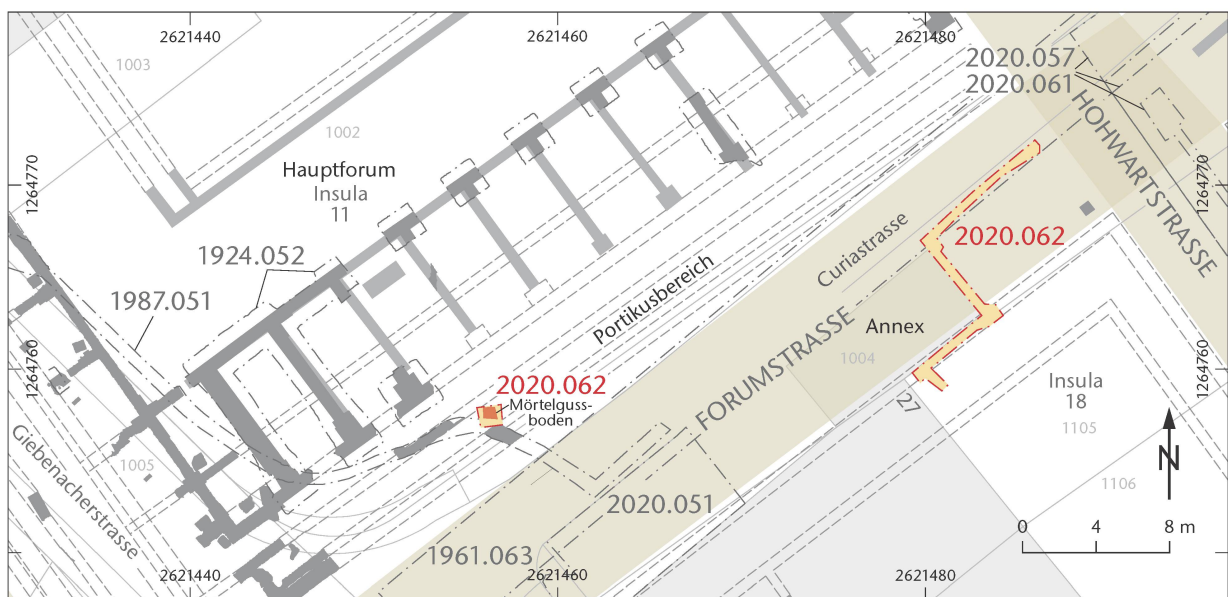 2621440
2621460
2621480
1003
2020.057
2020.061
1002
HOHWARTSTRASSE
1264770
1264770
Hauptforum
Insula
11
Curiastrasse
2020.062
1924.052
Portikusbereich
1987.051
FORUMSTRASSE
Annex
1004
1264760
1264760
2020.062
Mörtelguss-
boden
Insula
18
27
1105
Giebenacherstrasse
1005
N
1106
2020.051
0 4 8 m
1961.063
2621440
2621460
2621480